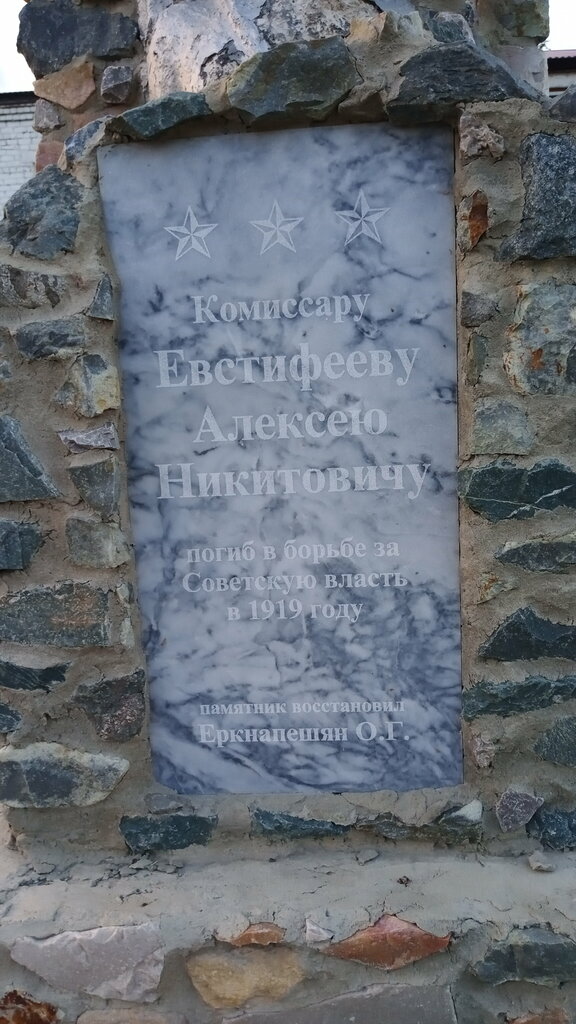 Комиссару
Евстифееву
Алексею
Никитовичу
погиб в борьбе за
Советскую власть
в 1919 году
памятник восстановил
Еркнапешян О.Г.